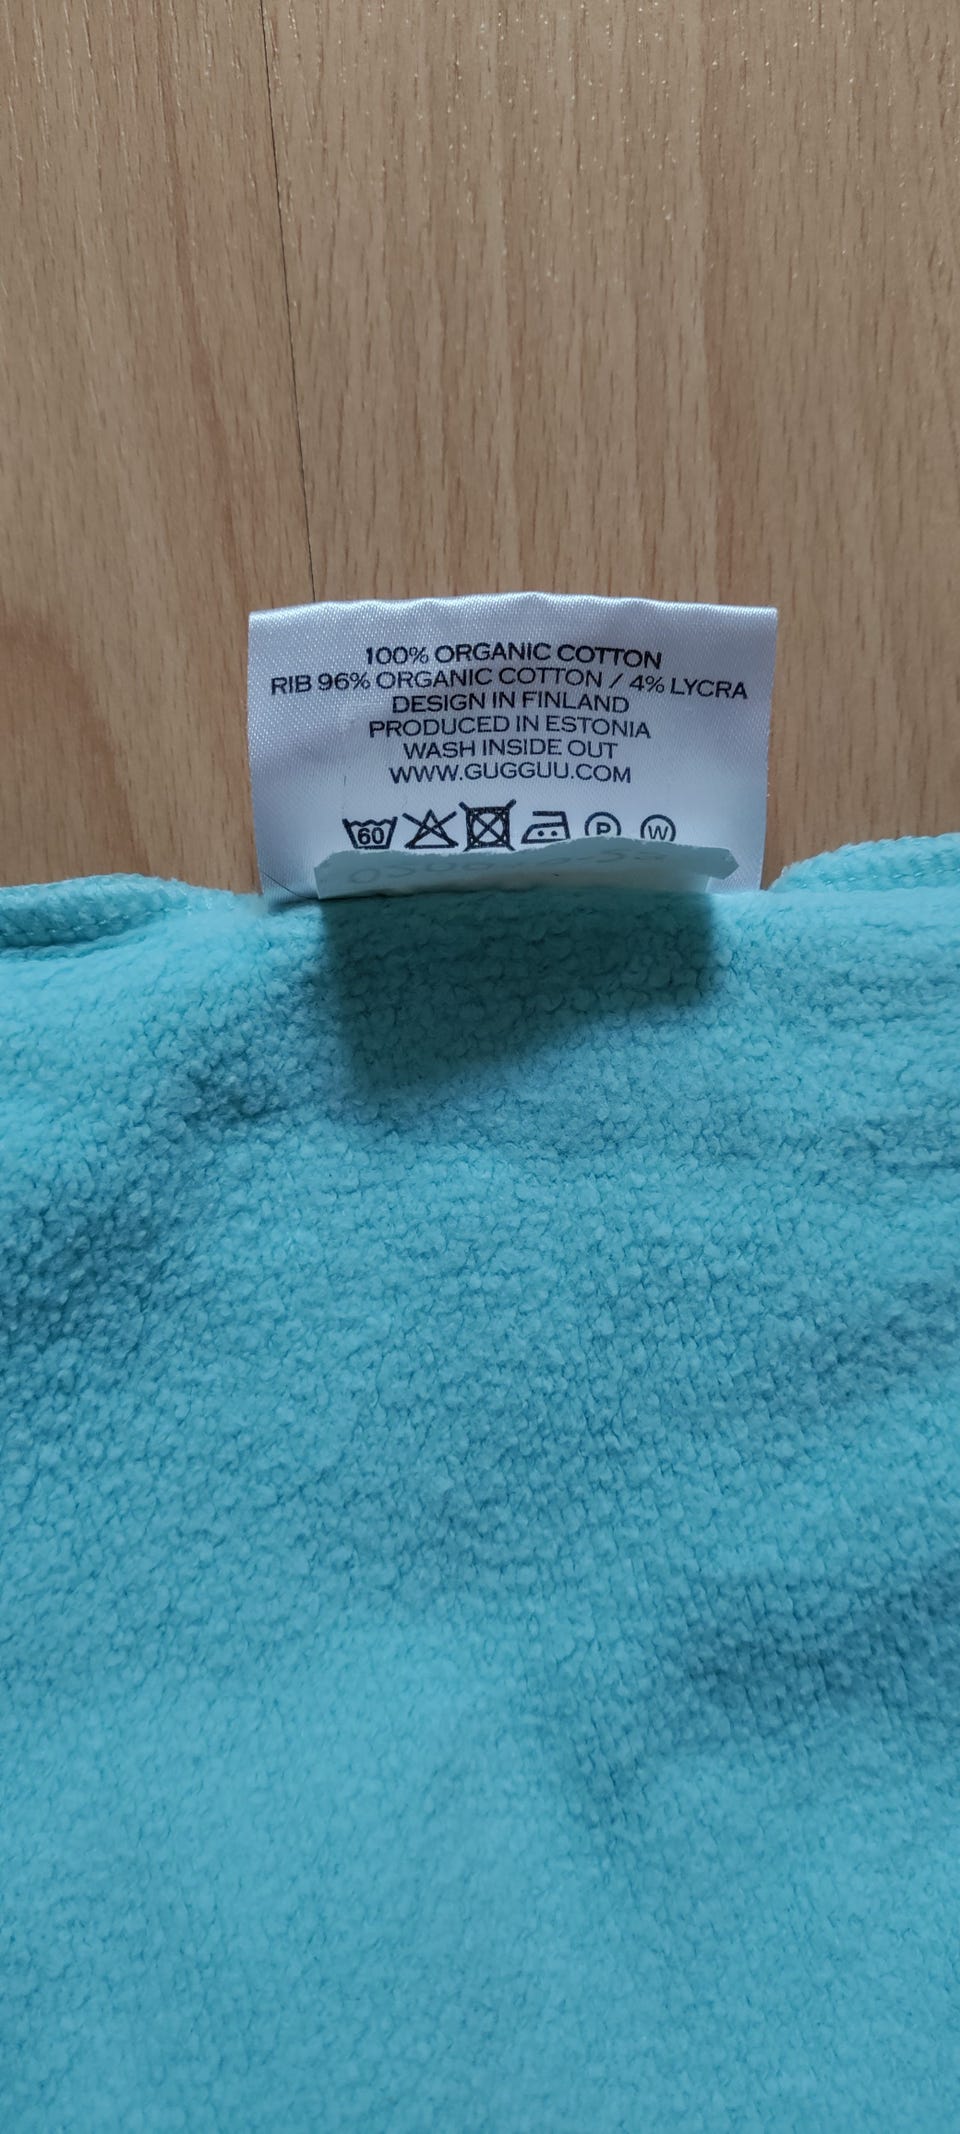 100% ORGANIC COTTON
RIB 96% ORGANIC COTTON / 4% LYCRA
DESIGN IN FINLAND
PRODUCED IN ESTONIA
WASH INSIDE OUT
WWW.GUGGUU.COM
60 P W